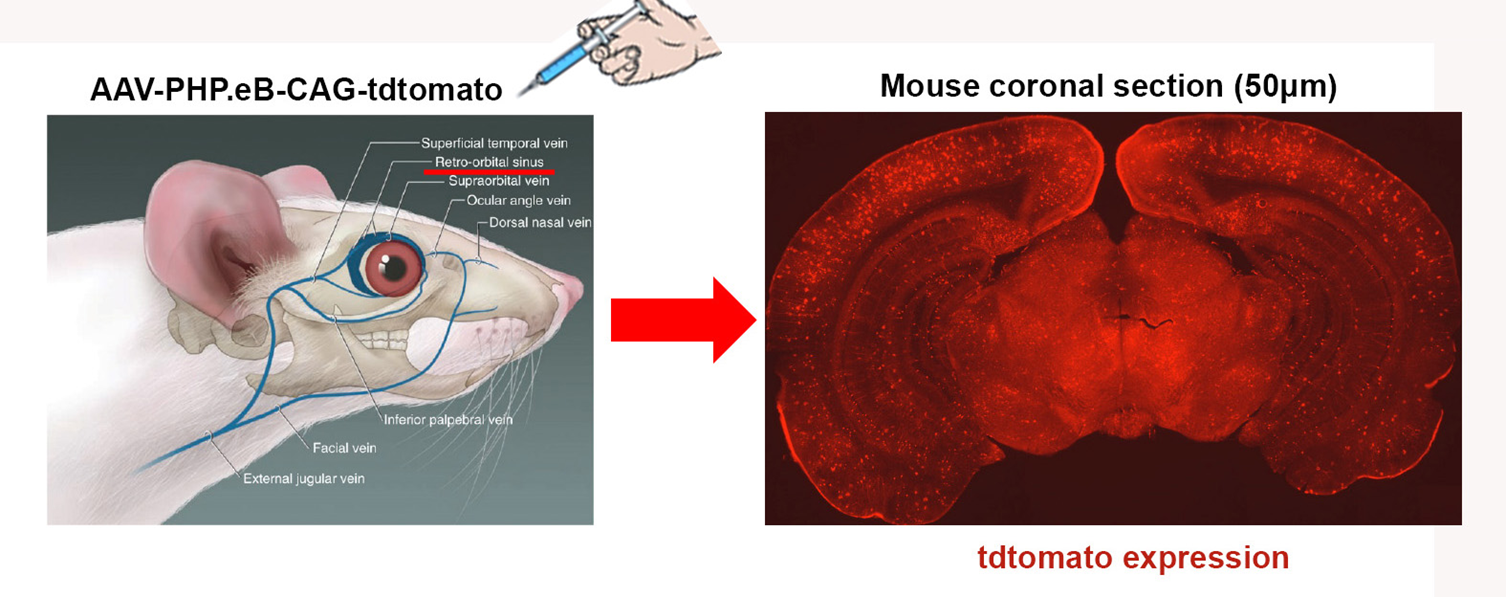 AAV-PHP.eB-CAG-tdtomato
Superficial temporal vein
Retro-orbital sinus
Supraorbital vein
Ocular angle vein
Dorsal nasal vein
Inferior palpebral vein
Facial vein
External jugular vein
Mouse coronal section (50µm)
tdtomato expression